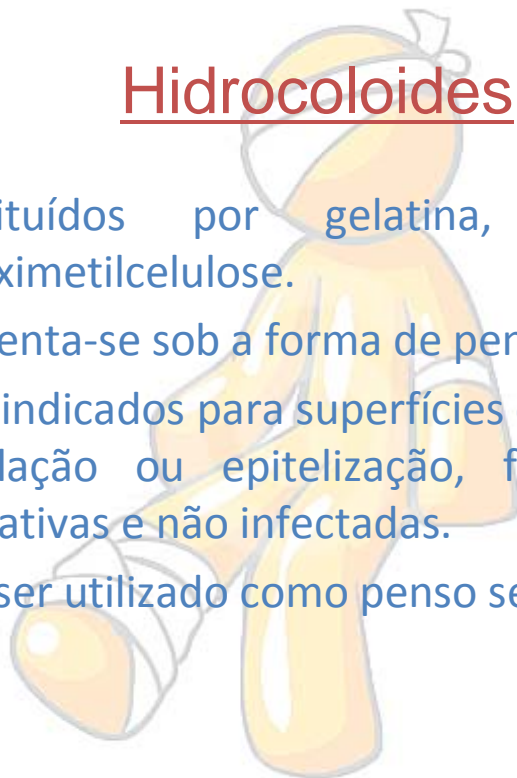 Hidrocoloides
ituídos por gelatina,
ximetilcelulose.
enta-se sob a forma de pen
indicados para superfícies
lação ou epitelização, f
ativas e não infectadas.
ser utilizado como penso se